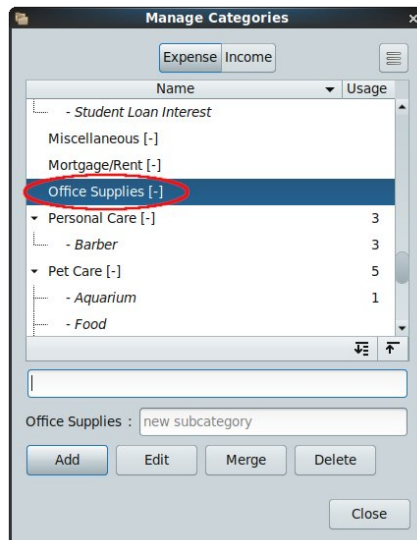 Manage Categories
Expense Income
Name Usage
- Student Loan Interest
Miscellaneous [-]
Mortgage/Rent [-]
Office Supplies [-]
Personal Care [-] 3
- Barber 3
Pet Care [-] 5
- Aquarium 1
- Food
Office Supplies : new subcategory
Add Edit Merge Delete
Close